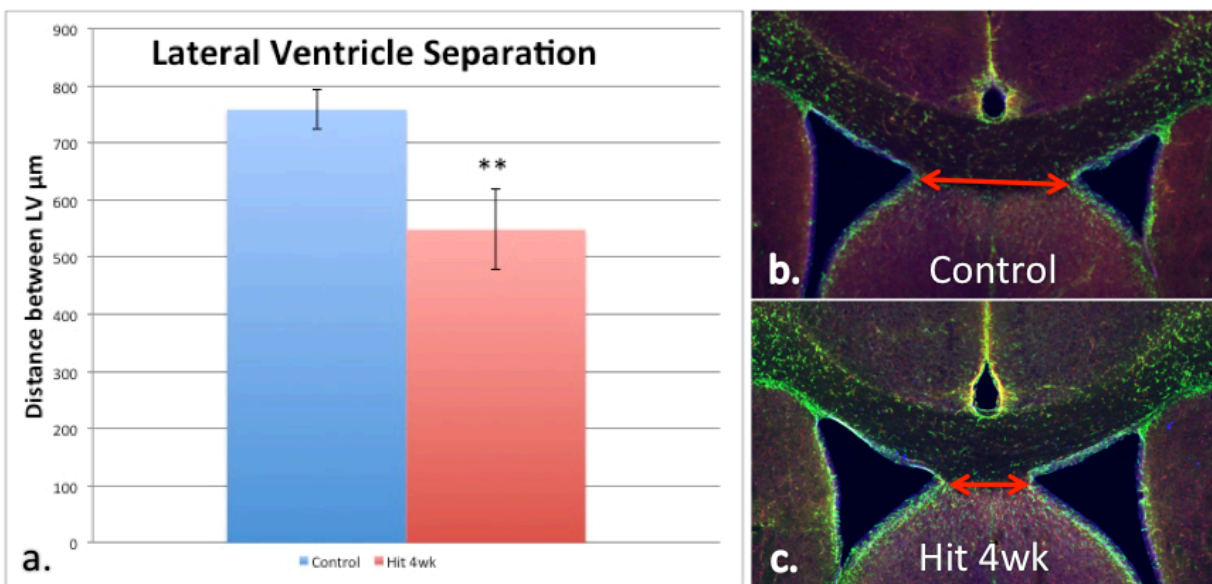 Lateral Ventricle Separation
Distance between LV µm
900
800
700
600
500
400
300
200
100
0
**
Control
Hit 4wk
a.
b.
Control
c.
Hit 4wk